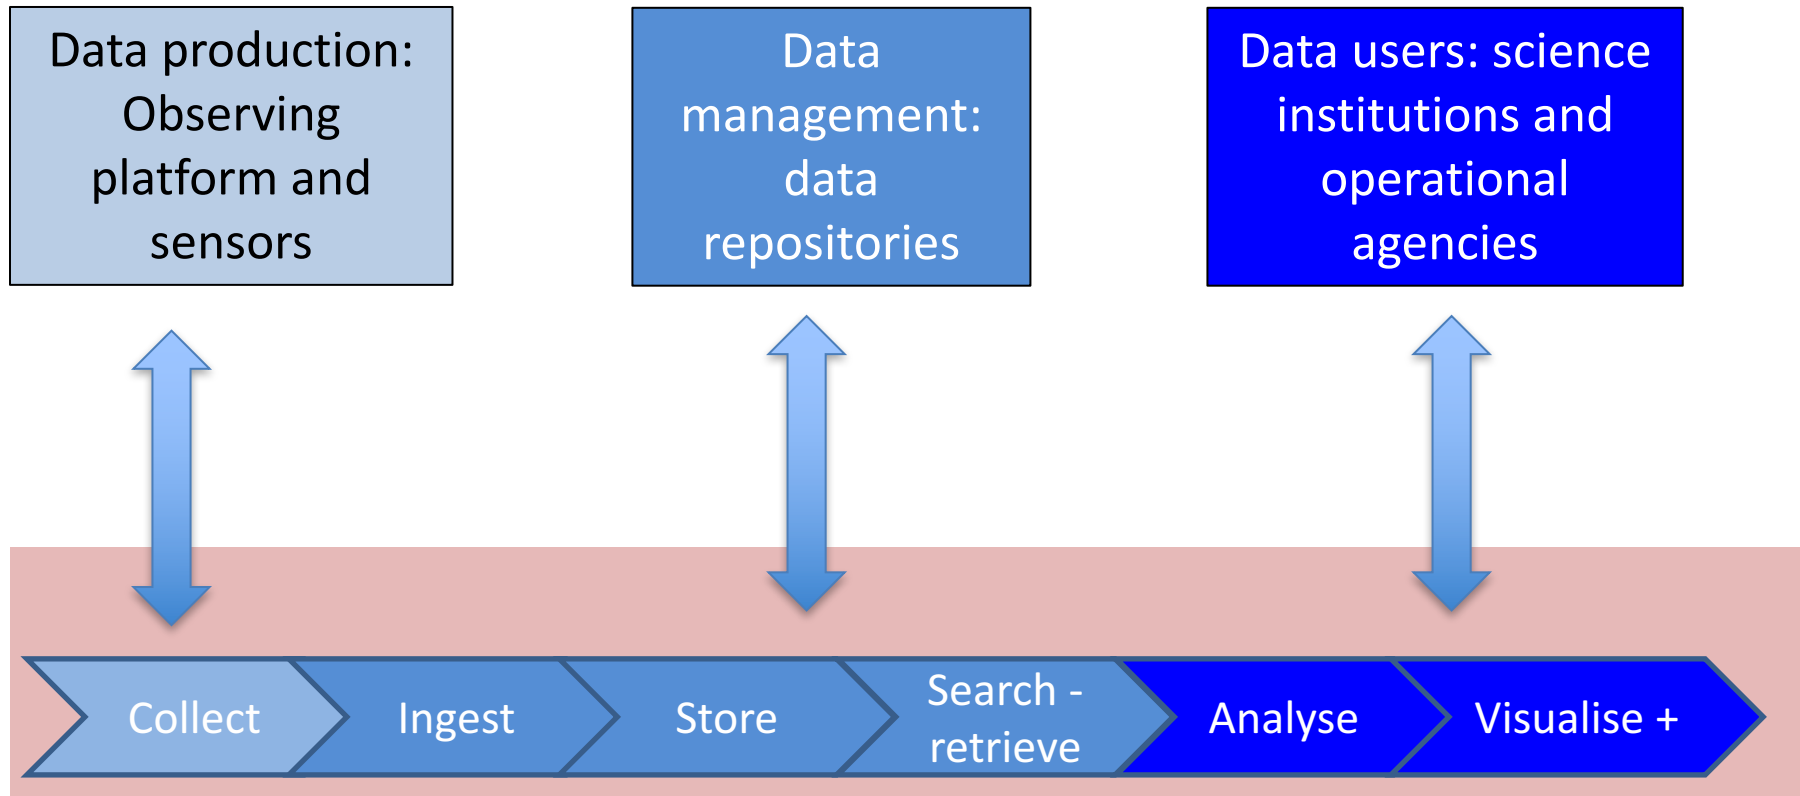 Data production:
Observing
platform and
sensors
Data
management:
data
repositories
Data users: science
institutions and
operational
agencies
Collect
Ingest
Store
Search -
retrieve
Analyse
Visualise +